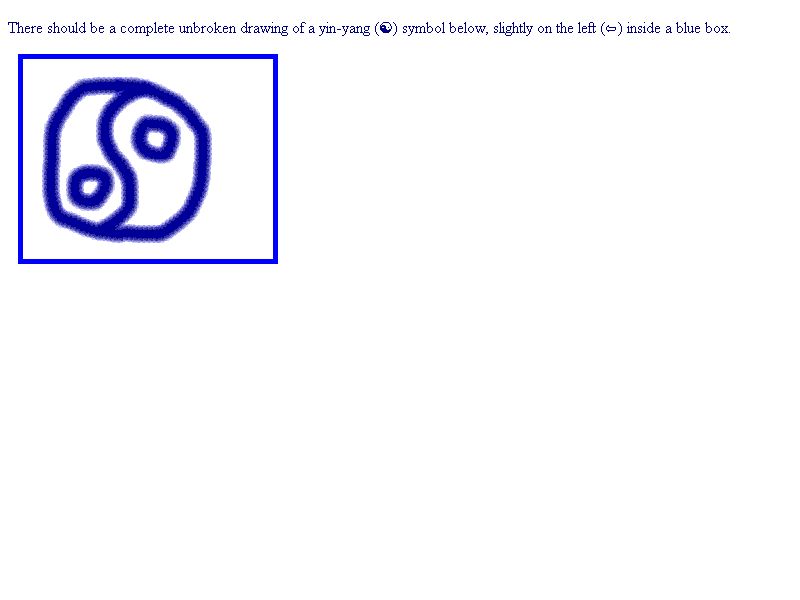 There should be a complete unbroken drawing of a yin-yang (☯) symbol below, slightly on the left (⇦) inside a blue box.